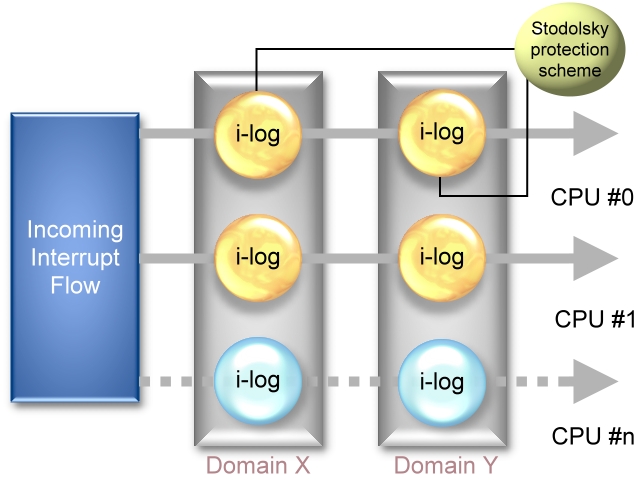 Stodolsky
protection
scheme
i-log
i-log
CPU #0
Incoming
Interrupt
Flow
i-log
i-log
CPU #1
i-log
i-log
CPU #n
Domain X
Domain Y